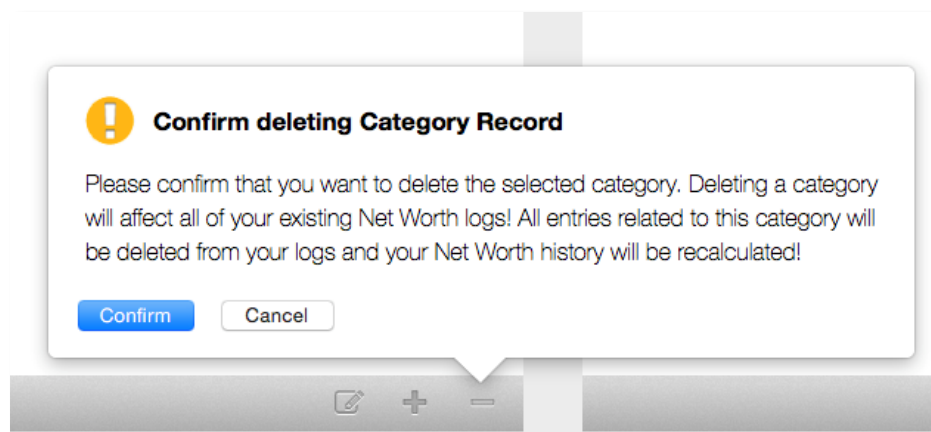 Confirm deleting Category Record
Please confirm that you want to delete the selected category. Deleting a category
will affect all of your existing Net Worth logs! All entries related to this category will
be deleted from your logs and your Net Worth history will be recalculated!
Confirm Cancel